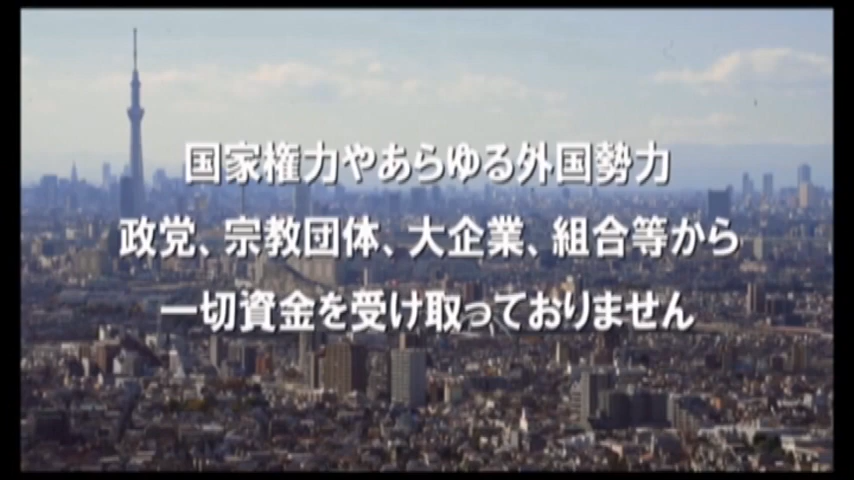 国家権力やあらゆる外国勢力
政党、宗教団体、大企業、組合等から
一切資金を受け取っておりません